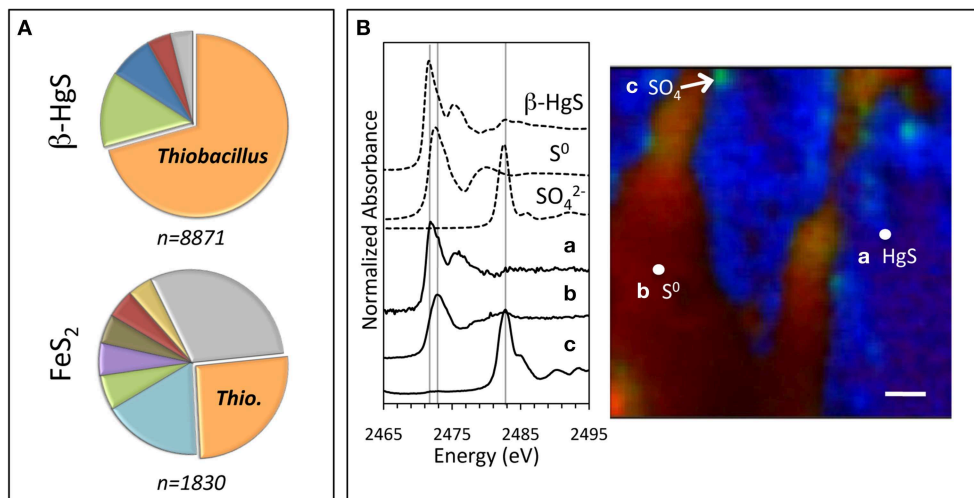 A
β-HgS
Thiobacillus
n=8871
FeS₂
Thio.
n=1830
B
Normalized Absorbance
β-HgS
S⁰
SO₄²⁻
a
b
c
2465 2475 2485 2495
Energy (eV)
c SO₄
a HgS
b S⁰